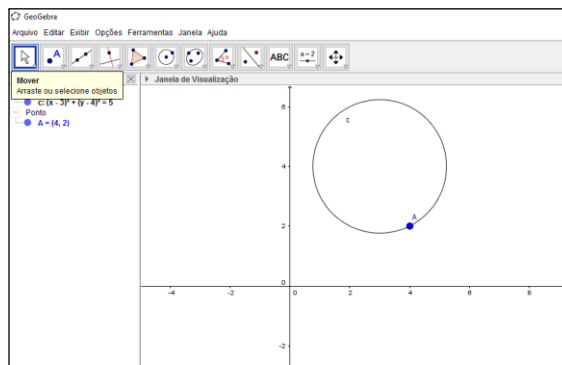 GeoGebra
Arquivo Editar Exibir Opções Ferramentas Janela Ajuda
A
ABC
a=2
Mover
Arraste ou selecione objetos
Janela de Visualização
c: (x - 3)² + (y - 4)² = 5
Ponto
A = (4, 2)
6
c
4
A
2
0
-4
-2
0
2
4
6
8
-2